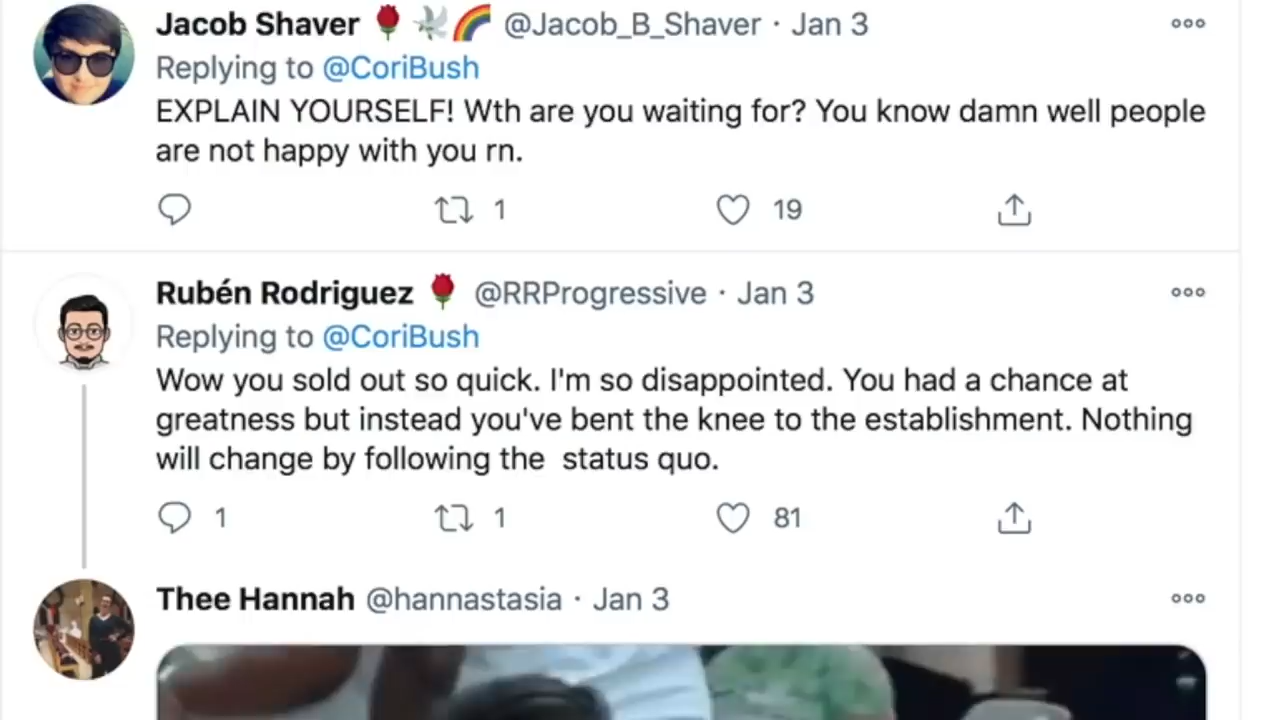 Jacob Shaver 🌹 🕊️ 🌈 @Jacob_B_Shaver · Jan 3
Replying to @CoriBush
EXPLAIN YOURSELF! Wth are you waiting for? You know damn well people
are not happy with you rn.
1 19
Rubén Rodriguez 🌹 @RRProgressive · Jan 3
Replying to @CoriBush
Wow you sold out so quick. I'm so disappointed. You had a chance at
greatness but instead you've bent the knee to the establishment. Nothing
will change by following the  status quo.
1 1 81
Thee Hannah @hannastasia · Jan 3